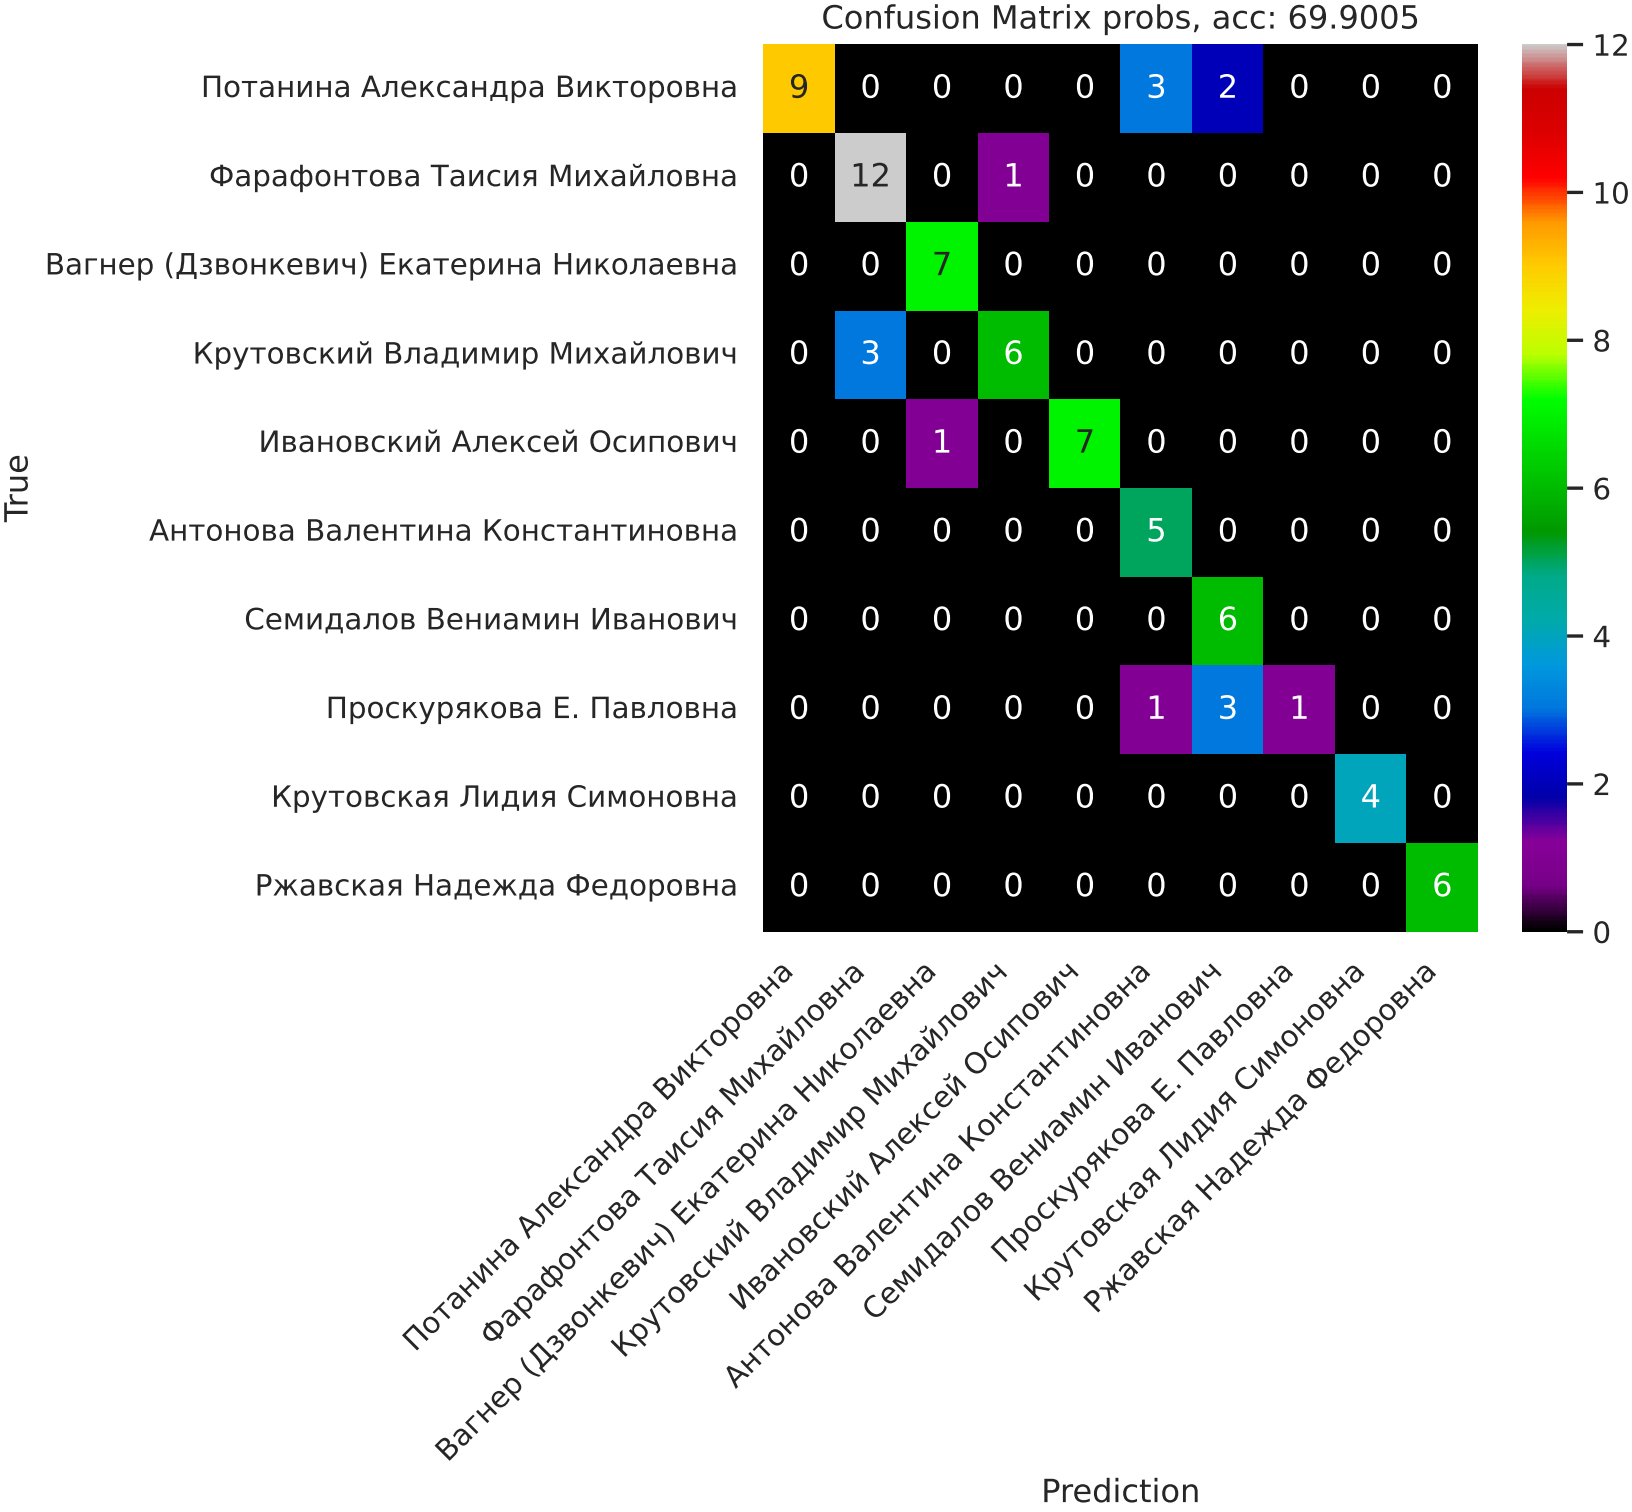 Confusion Matrix probs, acc: 69.9005
True
Потанина Александра Викторовна 9 0 0 0 0 3 2 0 0 0
Фарафонтова Таисия Михайловна 0 12 0 1 0 0 0 0 0 0
Вагнер (Дзвонкевич) Екатерина Николаевна 0 0 7 0 0 0 0 0 0 0
Крутовский Владимир Михайлович 0 3 0 6 0 0 0 0 0 0
Ивановский Алексей Осипович 0 0 1 0 7 0 0 0 0 0
Антонова Валентина Константиновна 0 0 0 0 0 5 0 0 0 0
Семидалов Вениамин Иванович 0 0 0 0 0 0 6 0 0 0
Проскурякова Е. Павловна 0 0 0 0 0 1 3 1 0 0
Крутовская Лидия Симоновна 0 0 0 0 0 0 0 0 4 0
Ржавская Надежда Федоровна 0 0 0 0 0 0 0 0 0 6
12
10
8
6
4
2
0
Потанина Александра Викторовна
Фарафонтова Таисия Михайловна
Вагнер (Дзвонкевич) Екатерина Николаевна
Крутовский Владимир Михайлович
Ивановский Алексей Осипович
Антонова Валентина Константиновна
Семидалов Вениамин Иванович
Проскурякова Е. Павловна
Крутовская Лидия Симоновна
Ржавская Надежда Федоровна
Prediction